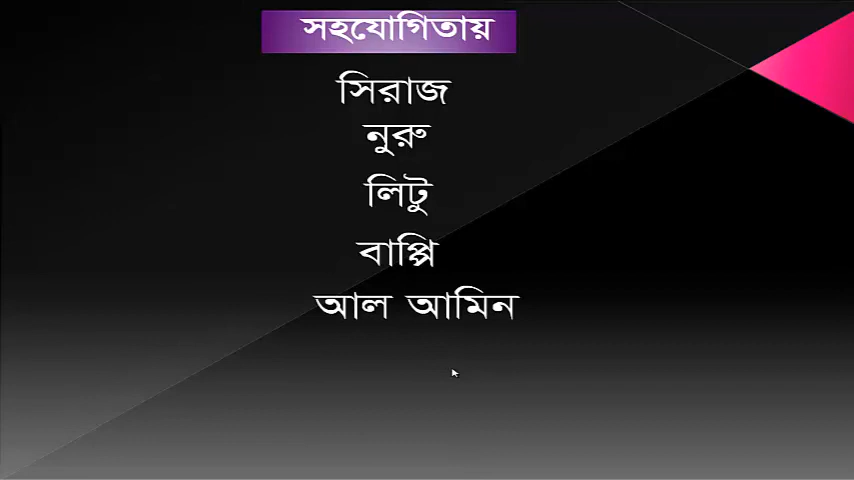 সহযোগিতায়
সিরাজ
নুরু
লিটু
বাপ্পি
আল আমিন